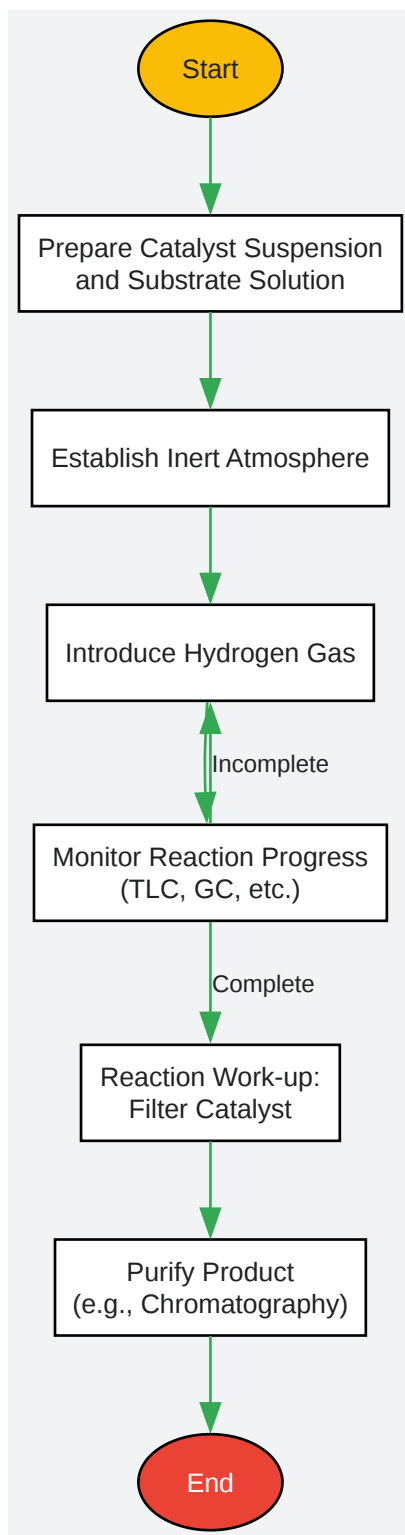 Start
Prepare Catalyst Suspension
and Substrate Solution
Establish Inert Atmosphere
Introduce Hydrogen Gas
Incomplete
Monitor Reaction Progress
(TLC, GC, etc.)
Complete
Reaction Work-up:
Filter Catalyst
Purify Product
(e.g., Chromatography)
End